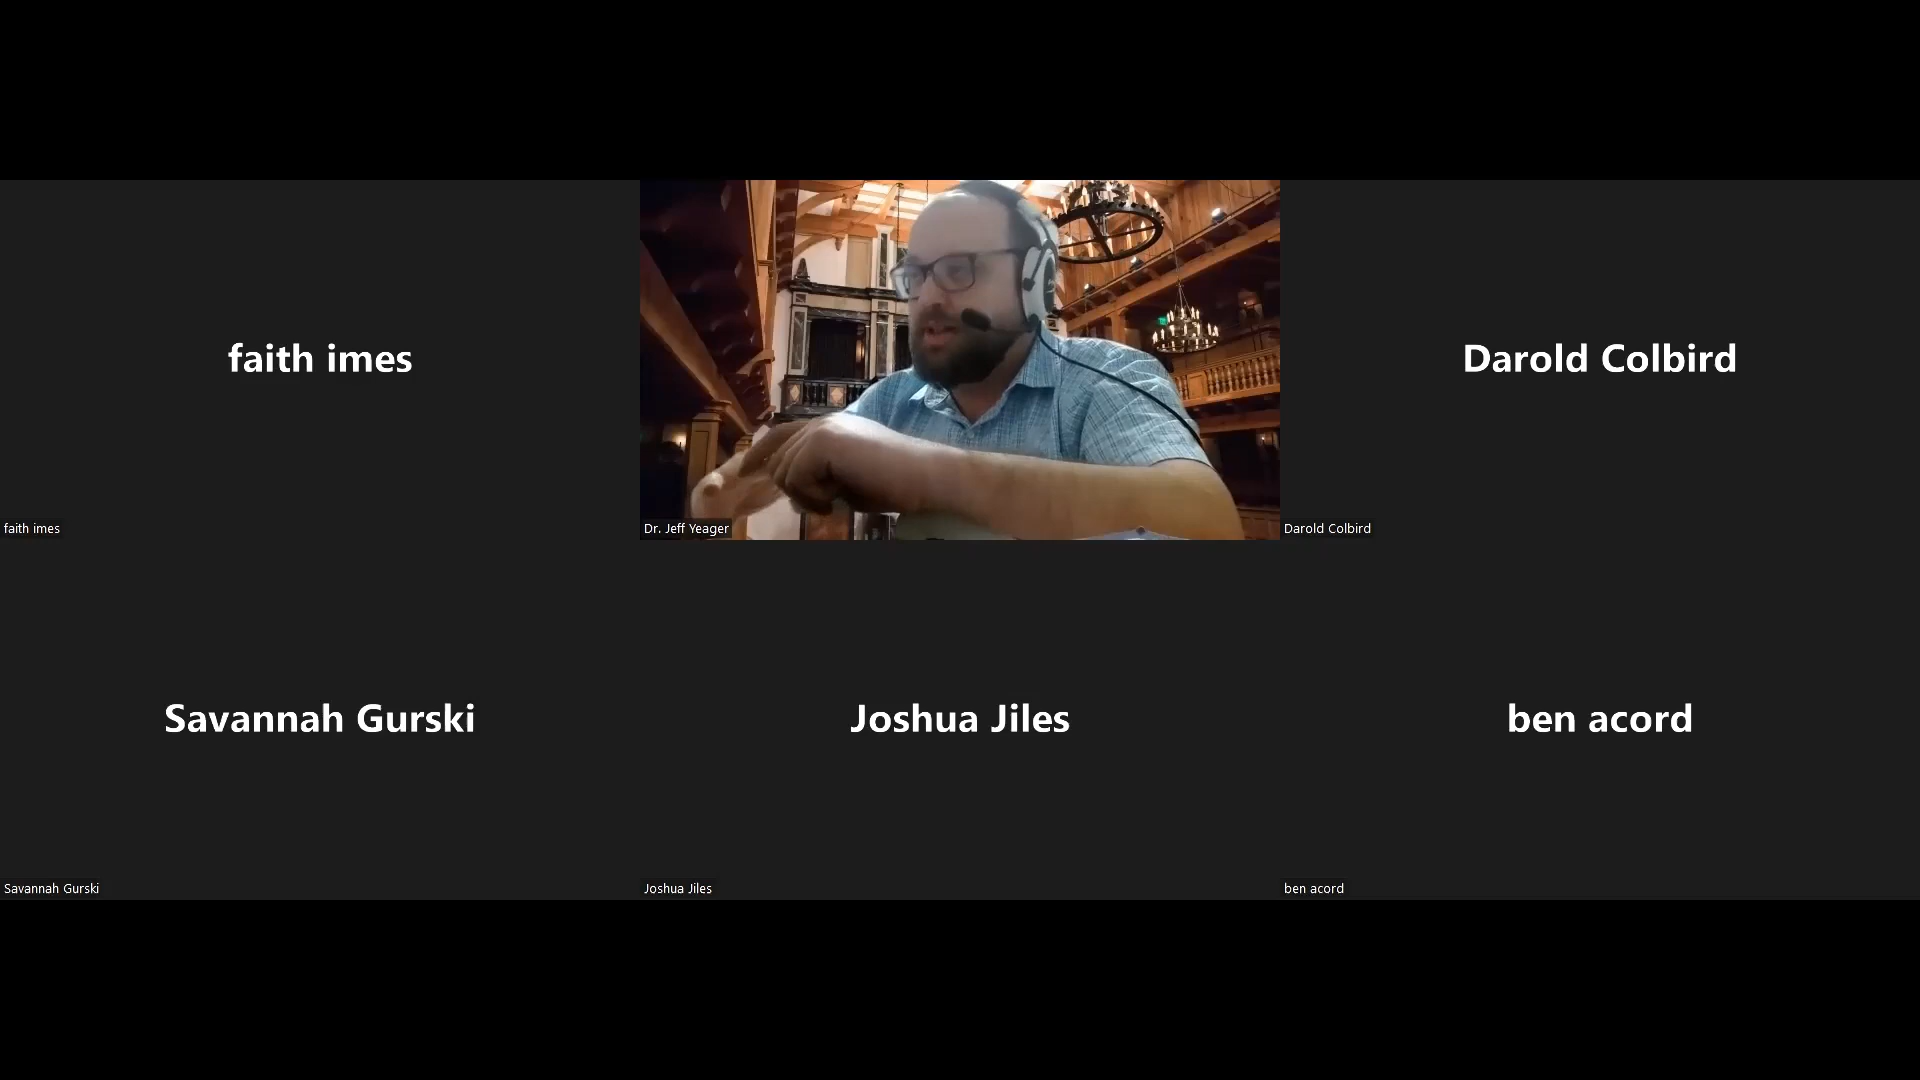 faith imes
Darold Colbird
faith imes
Dr. Jeff Yeager
Darold Colbird
Savannah Gurski
Joshua Jiles
ben acord
Savannah Gurski
Joshua Jiles
ben acord